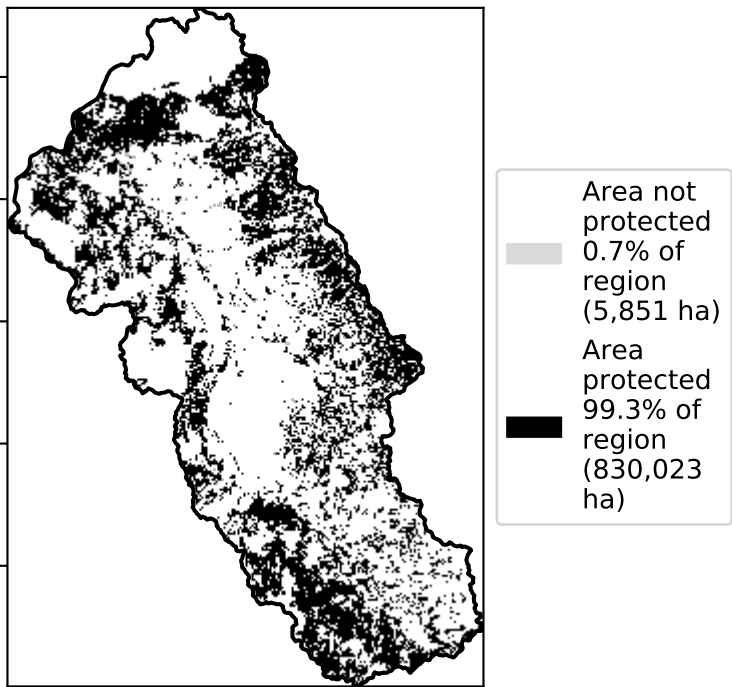 Area not
protected
0.7% of
region
(5,851 ha)
Area
protected
99.3% of
region
(830,023
ha)